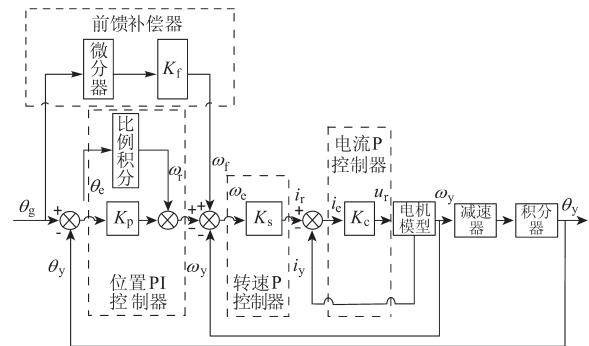 前馈补偿器
微分器
K_f
比例积分
电流P
控制器
θ_e
ω_r
ω_f
ω_e
i_r
i_e
u_r
ω_y
θ_y
θ_g
+
-
K_p
+
-
+
-
K_s
+
-
K_c
电机
模型
减速
器
积分
器
θ_y
ω_y
i_y
位置PI
控制器
转速P
控制器